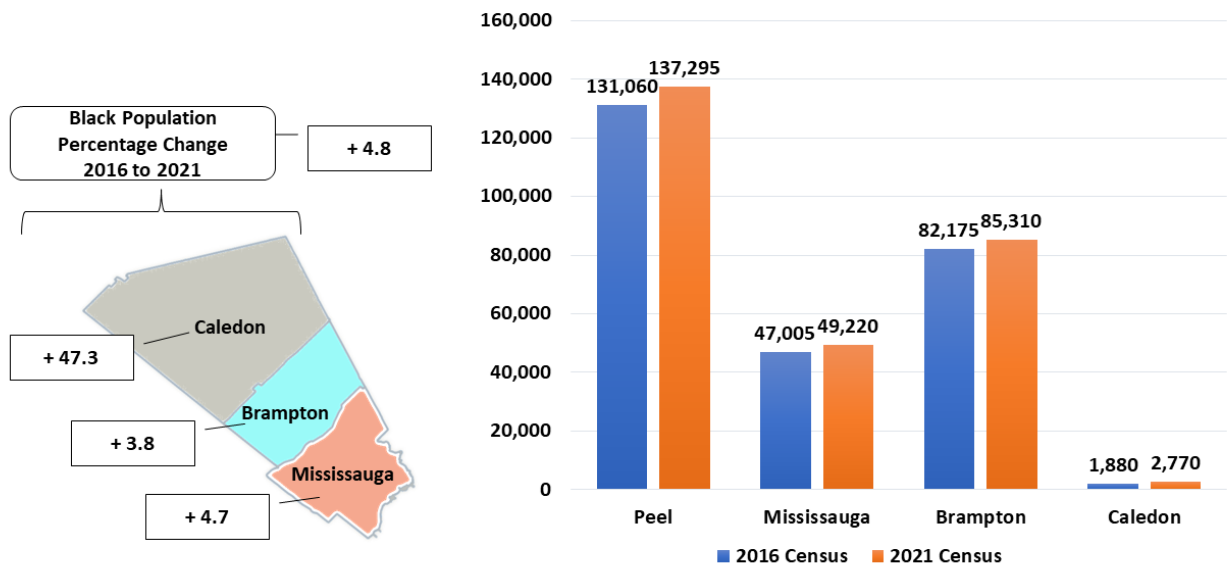 Black Population
Percentage Change
2016 to 2021
+ 4.8
Caledon
+ 47.3
Brampton
+ 3.8
Mississauga
+ 4.7
160,000
140,000
120,000
100,000
80,000
60,000
40,000
20,000
0
131,060
137,295
47,005
49,220
82,175
85,310
1,880
2,770
Peel
Mississauga
Brampton
Caledon
2016 Census
2021 Census